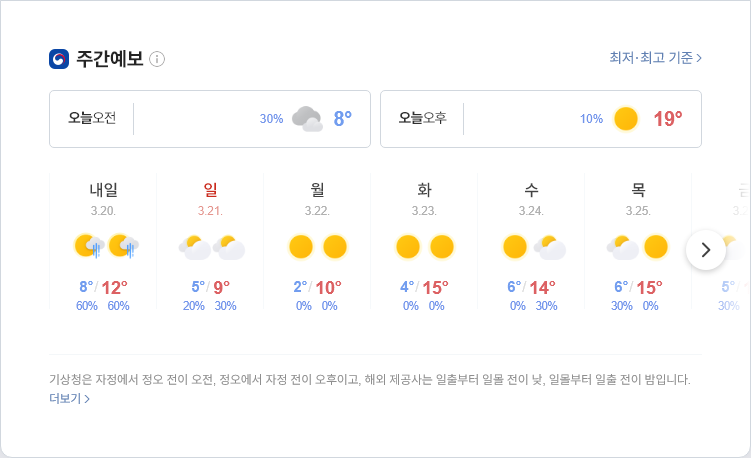 주간예보
최저·최고 기준
오늘오전 30% 8°
오늘오후 10% 19°
내일 일 월 화 수 목
3.20. 3.21. 3.22. 3.23. 3.24. 3.25.
8°/12° 5°/9° 2°/10° 4°/15° 6°/14° 6°/15° 5°
60% 60% 20% 30% 0% 0% 0% 0% 0% 30% 30% 0% 30%
기상청은 자정에서 정오 전이 오전, 정오에서 자정 전이 오후이고, 해외 제공사는 일출부터 일몰 전이 낮, 일몰부터 일출 전이 밤입니다.
더보기